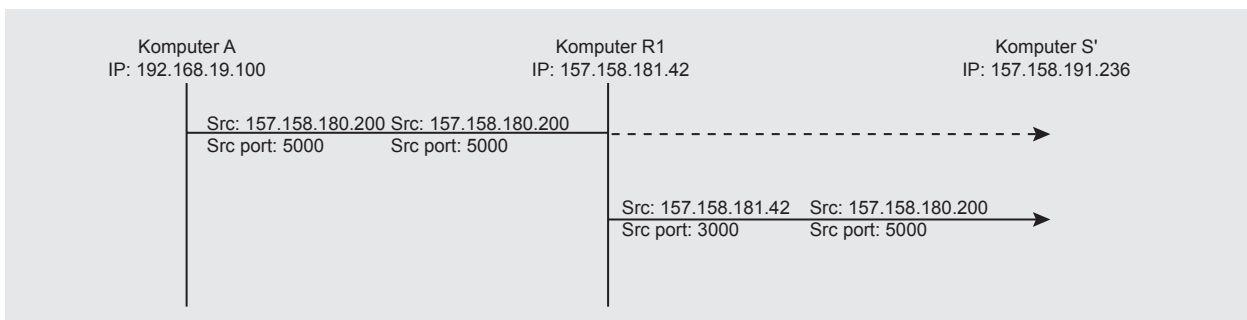 Komputer A
IP: 192.168.19.100
Komputer R1
IP: 157.158.181.42
Komputer S'
IP: 157.158.191.236
Src: 157.158.180.200 Src: 157.158.180.200
Src port: 5000 Src port: 5000
Src: 157.158.181.42 Src: 157.158.180.200
Src port: 3000 Src port: 5000